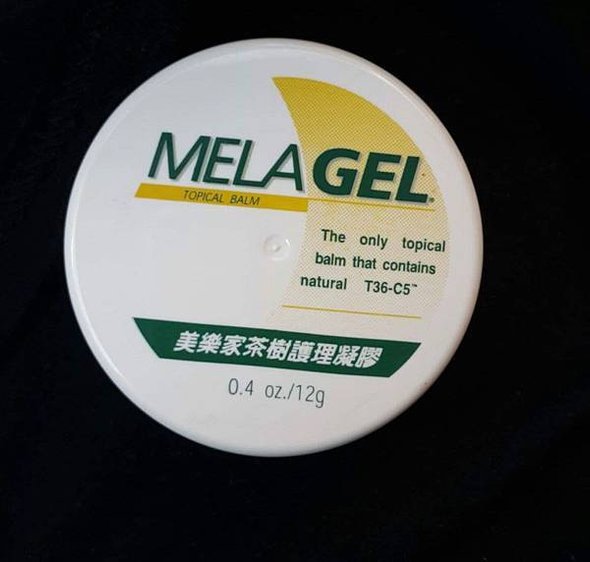 MELAGEL®
TOPICAL BALM
The only topical
balm that contains
natural T36-C5™
美樂家茶樹護理凝膠
0.4 oz./12g